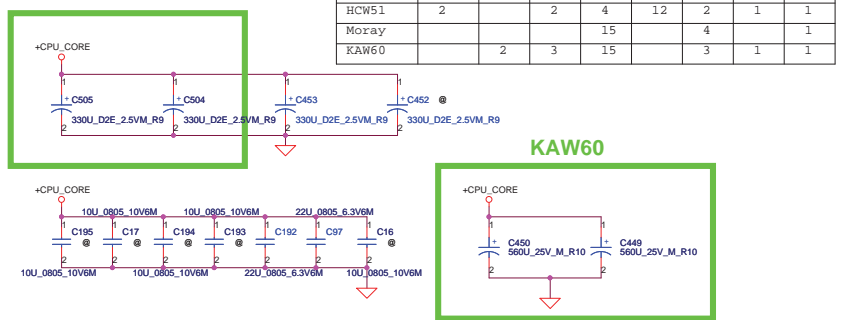 HCW51 2 2 4 12 2 1 1
Moray 15 4 1
KAW60 2 3 15 3 1 1
+CPU_CORE
1 1 1 1
+ C505 + C504 + C453 + C452 @
330U_D2E_2.5VM_R9 330U_D2E_2.5VM_R9 330U_D2E_2.5VM_R9 330U_D2E_2.5VM_R9
2 2 2 2
KAW60
+CPU_CORE
10U_0805_10V6M 10U_0805_10V6M 22U_0805_6.3V6M
1 1 1 1 1 1 1
C195 C17 C194 C193 C192 C97 C16
@ @ @ @ @
2 2 2 2 2 2 2
10U_0805_10V6M 10U_0805_10V6M 22U_0805_6.3V6M 10U_0805_10V6M
+CPU_CORE
1 1
+ C450 + C449
560U_25V_M_R10 560U_25V_M_R10
2 2